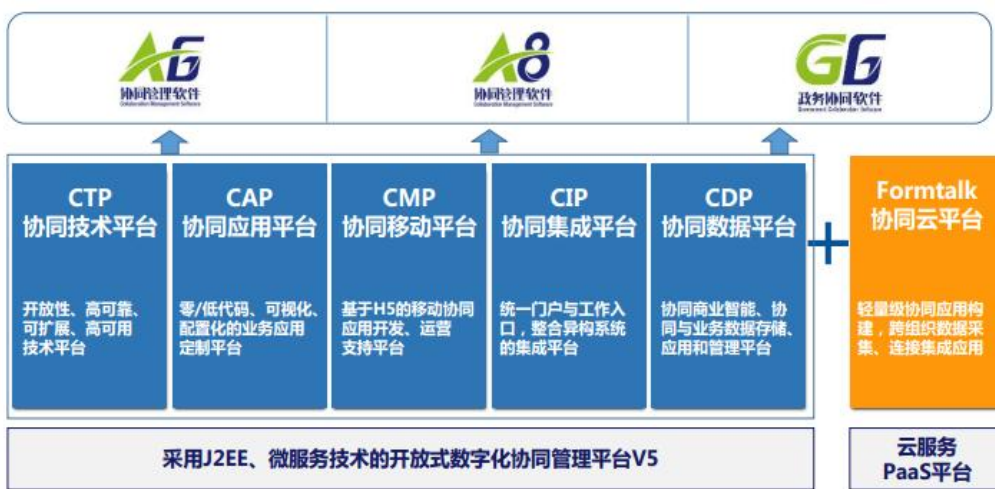 A6
协同管理软件
Collaboration Management Software
A8
协同管理软件
Collaboration Management Software
G6
政务协同软件
Government Collaboration Software
CTP
协同技术平台
开放性、高可靠、
可扩展、高可用
技术平台
CAP
协同应用平台
零/低代码、可视化、
配置化的业务应用
定制平台
CMP
协同移动平台
基于H5的移动协同
应用开发、运营
支持平台
CIP
协同集成平台
统一门户与工作入
口，整合异构系统
的集成平台
CDP
协同数据平台
协同商业智能、协
同与业务数据存储、
应用和管理平台
+
Formtalk
协同云平台
轻量级协同应用构
建，跨组织数据采
集、连接集成应用
采用J2EE、微服务技术的开放式数字化协同管理平台V5
云服务
PaaS平台